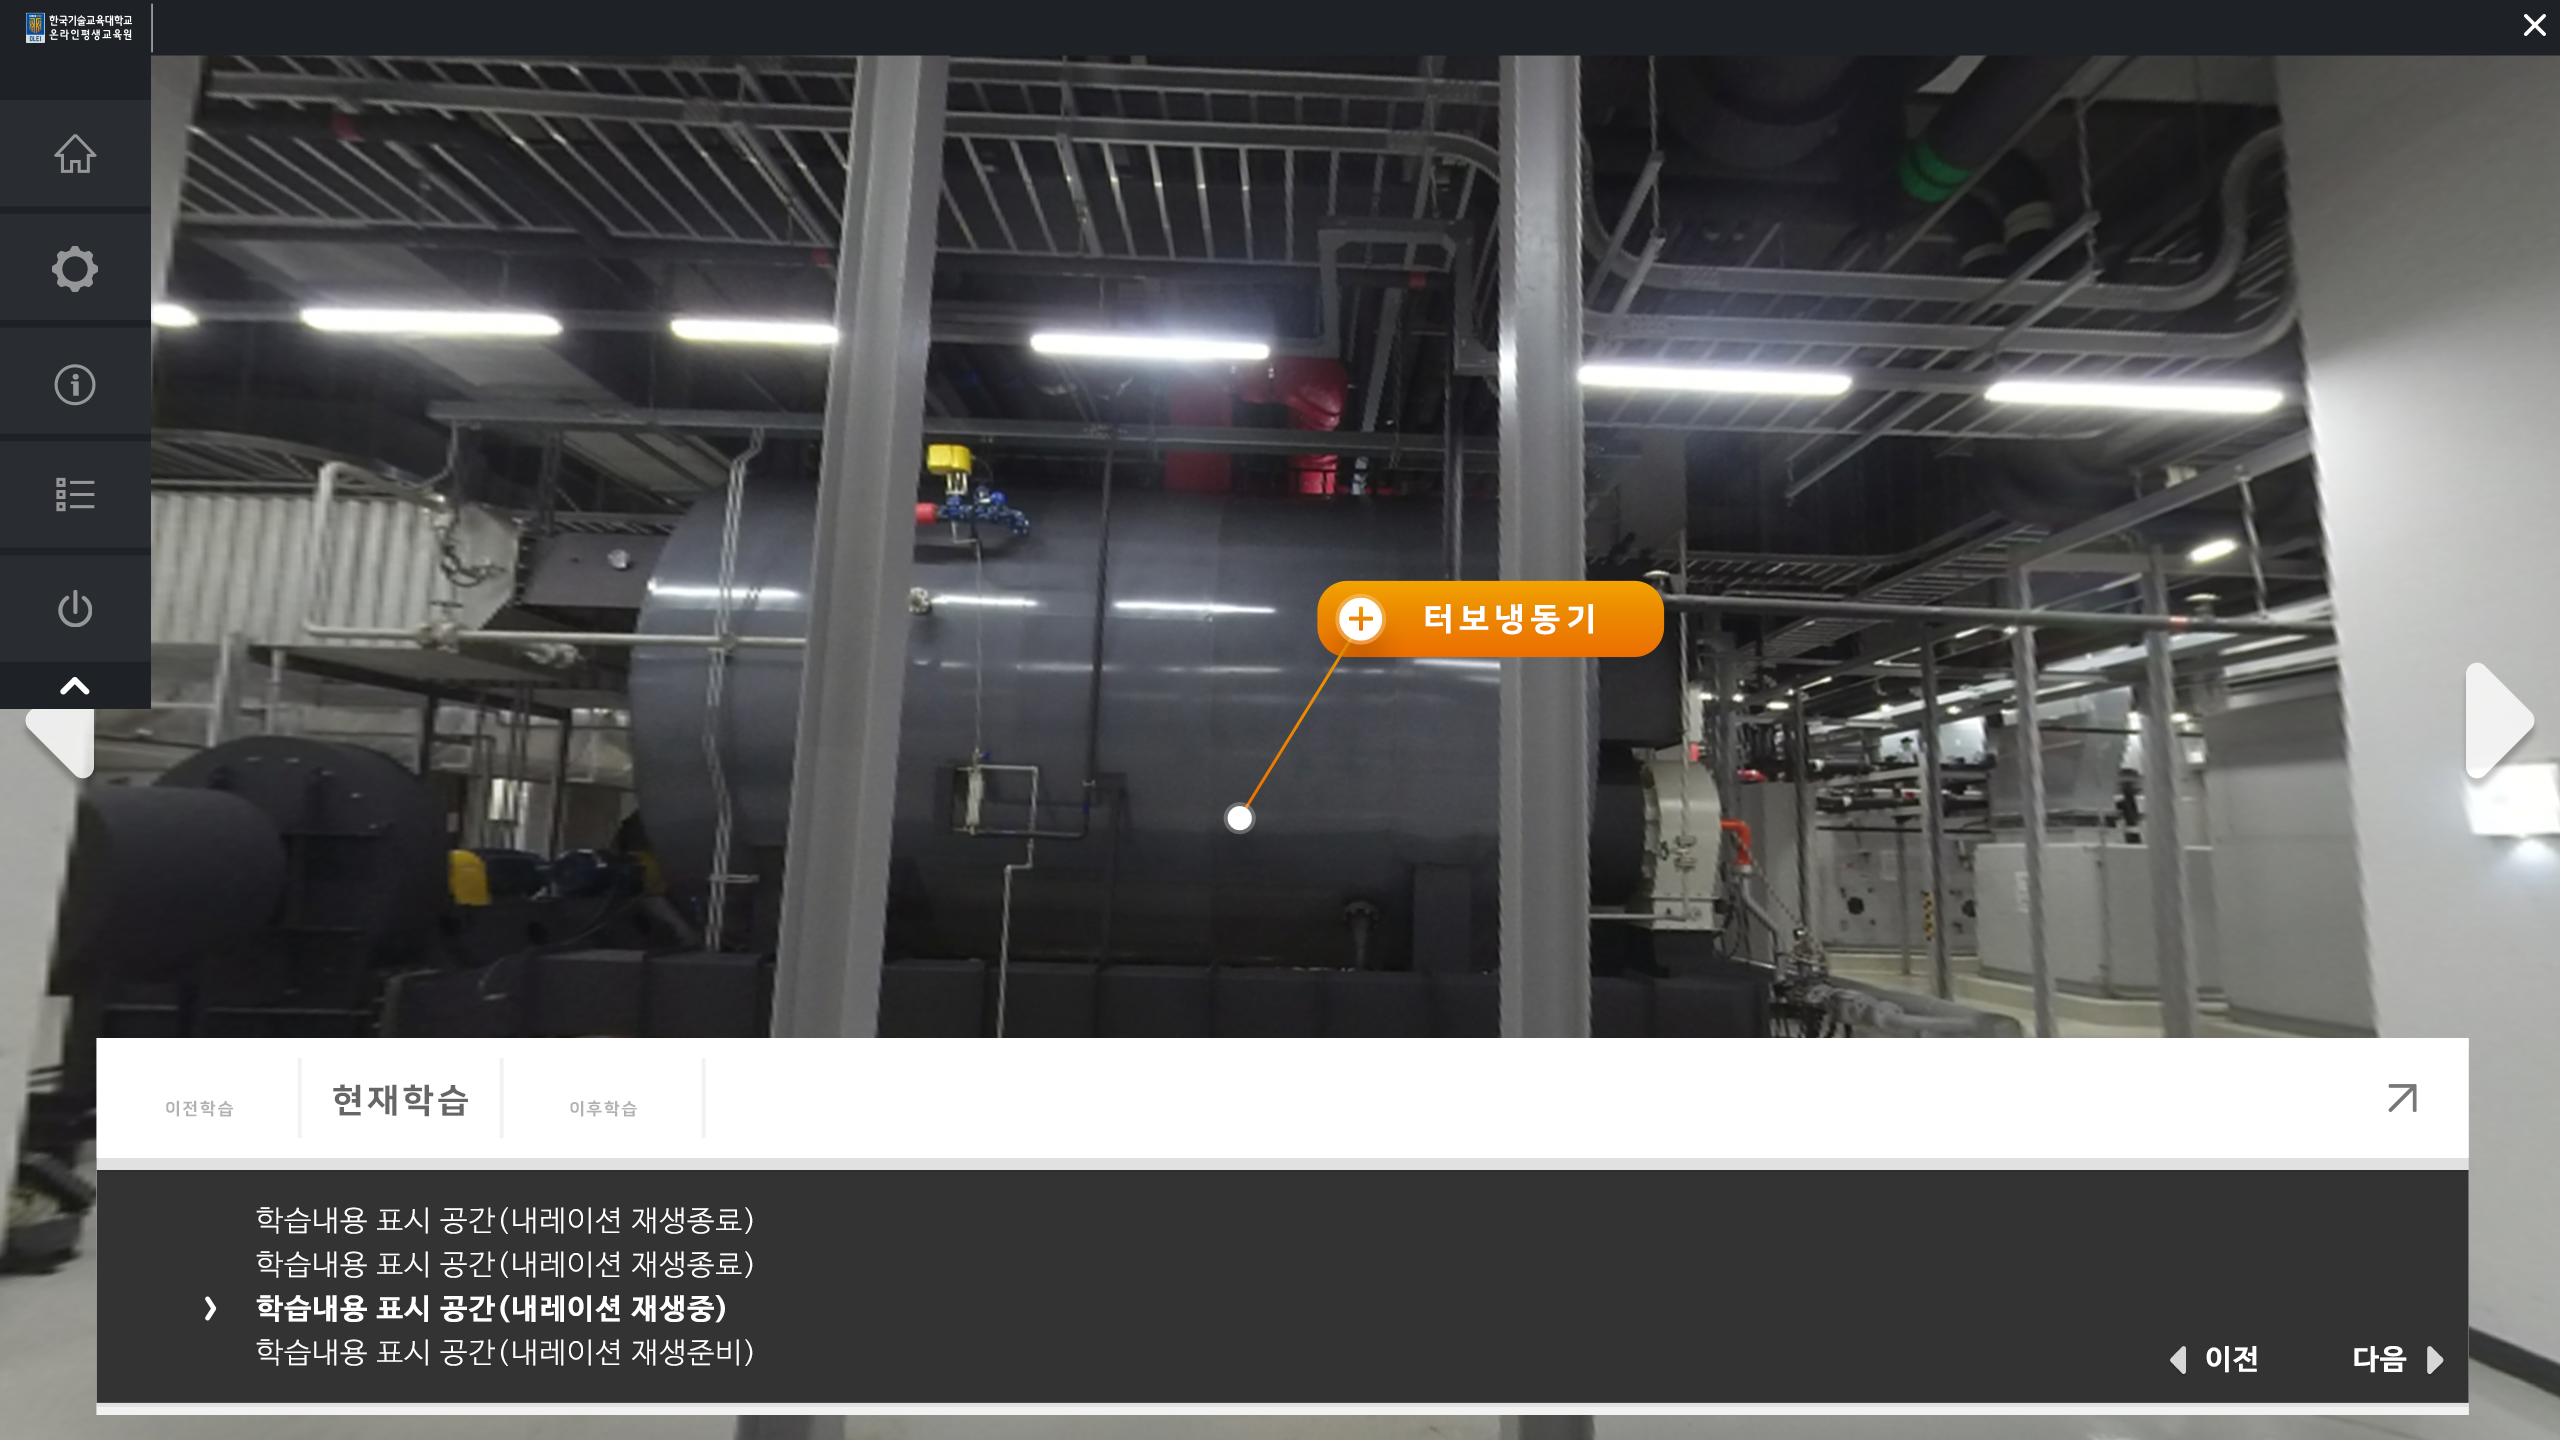 한국기술교육대학교
온라인평생교육원
OLEI
터보냉동기
이전학습
현재학습
이후학습
학습내용 표시 공간(내레이션 재생종료)
학습내용 표시 공간(내레이션 재생종료)
학습내용 표시 공간(내레이션 재생중)
학습내용 표시 공간(내레이션 재생준비)
이전
다음